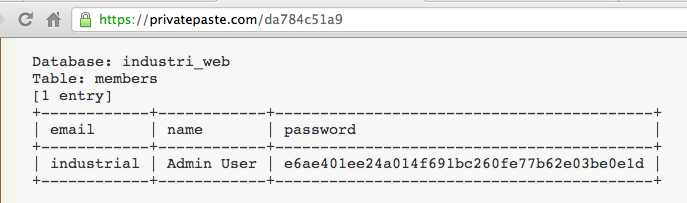 https://privatepaste.com/da784c51a9
Database: industri_web
Table: members
[1 entry]
+------------+------------+------------------------------------------+
| email | name | password |
+------------+------------+------------------------------------------+
| industrial | Admin User | e6ae401ee24a014f691bc260fe77b62e03be0e1d |
+------------+------------+------------------------------------------+